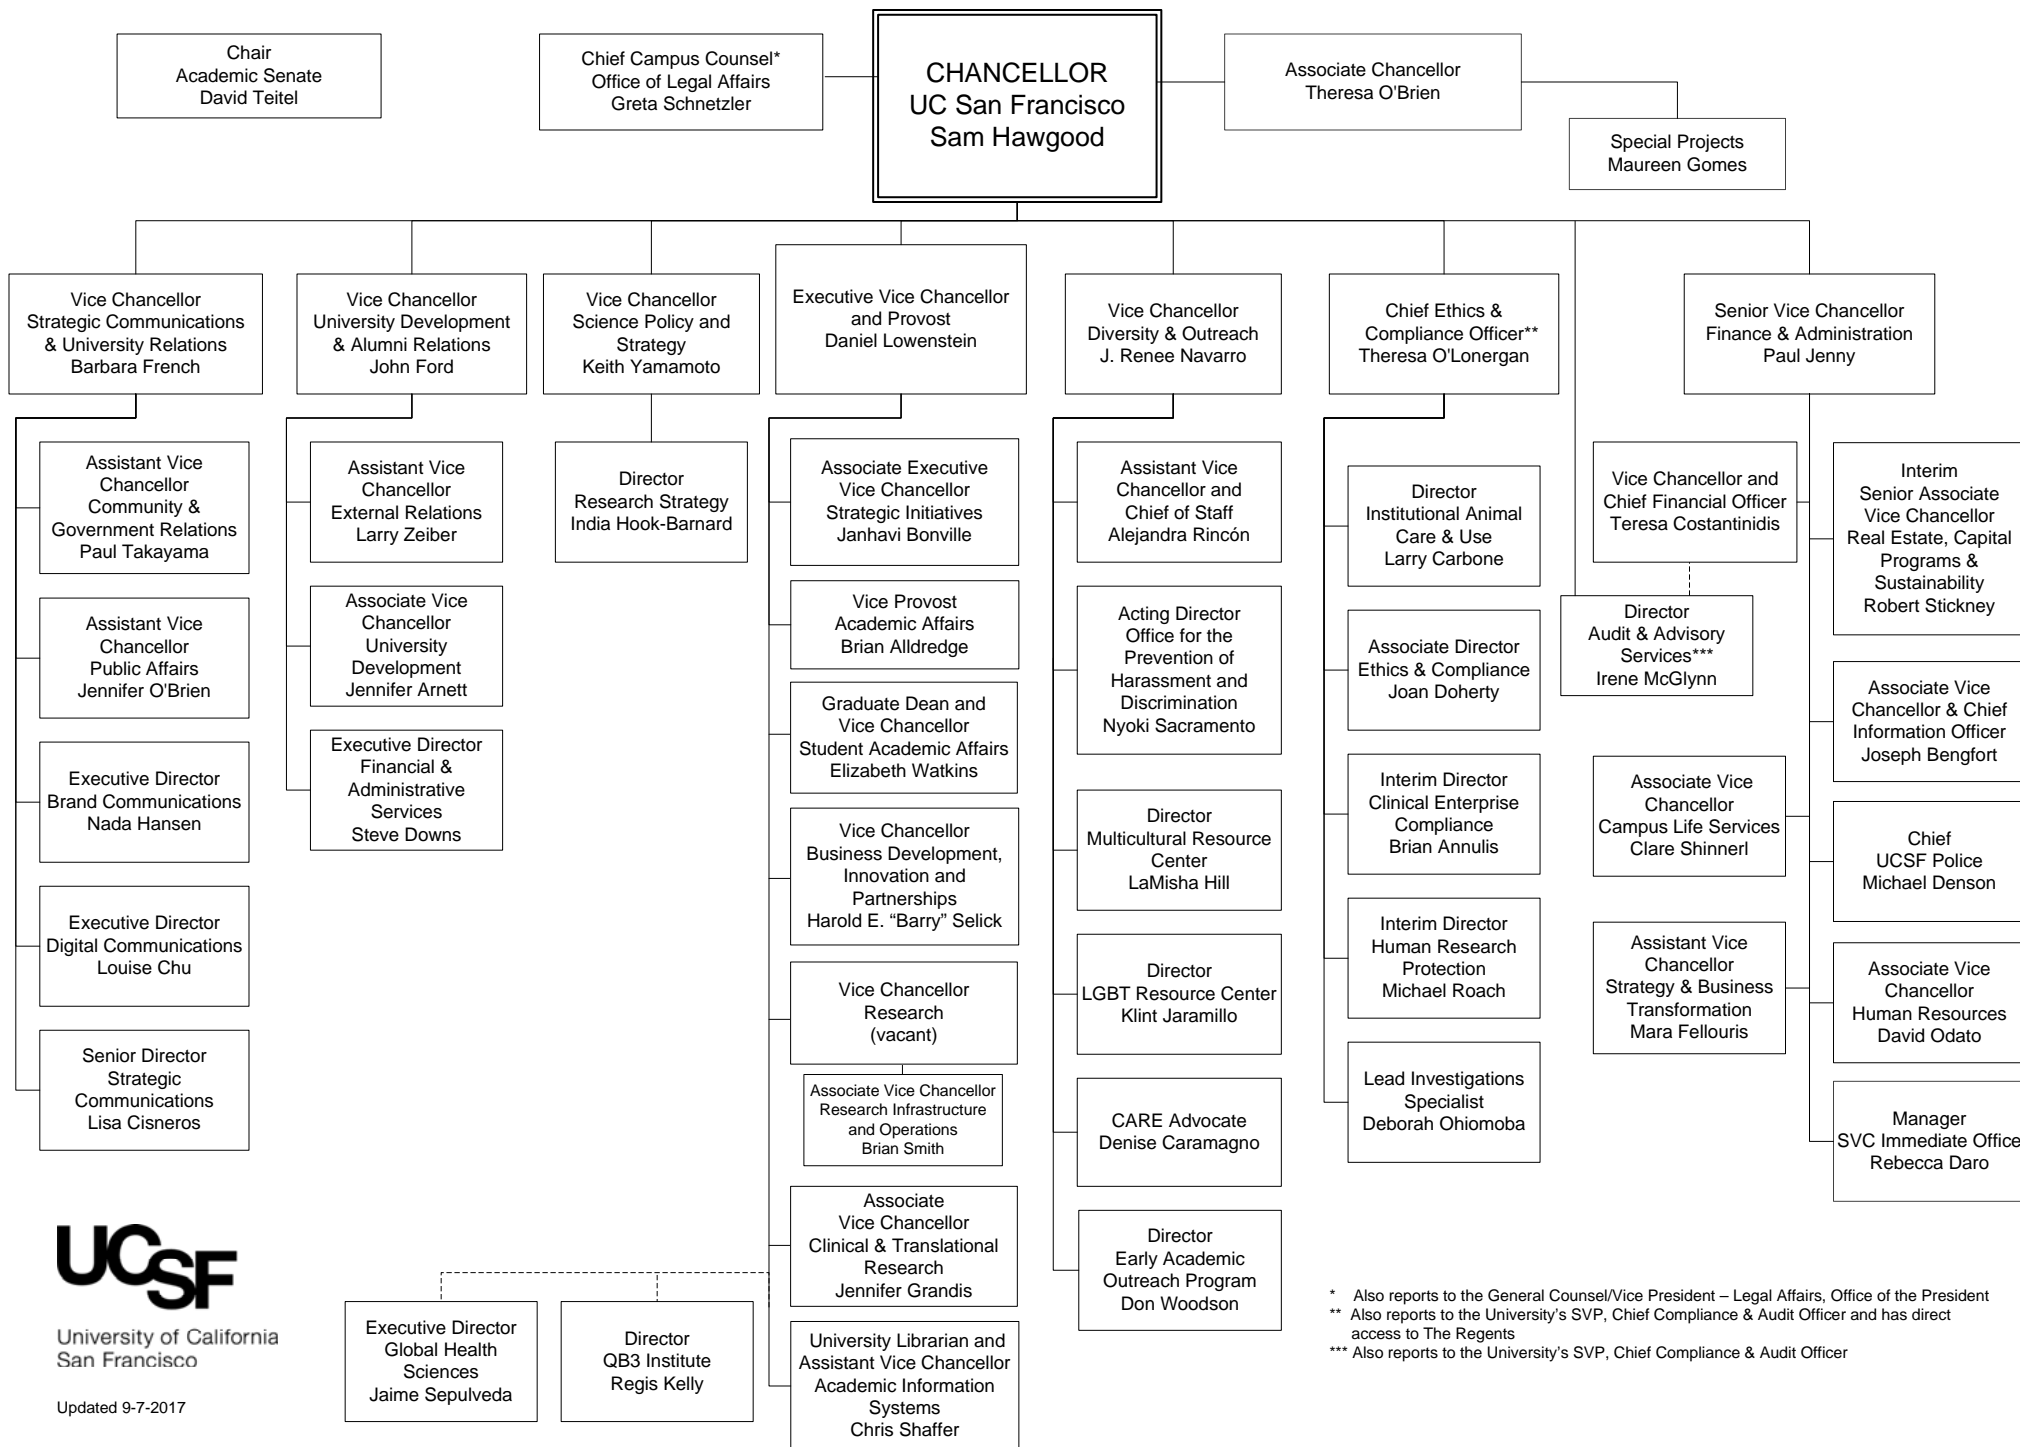 Chair
Academic Senate
David Teitel
Chief Campus Counsel*
Office of Legal Affairs
Greta Schnetzler
CHANCELLOR
UC San Francisco
Sam Hawgood
Associate Chancellor
Theresa O'Brien
Special Projects
Maureen Gomes
Vice Chancellor
Strategic Communications
& University Relations
Barbara French
Vice Chancellor
University Development
& Alumni Relations
John Ford
Vice Chancellor
Science Policy and
Strategy
Keith Yamamoto
Executive Vice Chancellor
and Provost
Daniel Lowenstein
Vice Chancellor
Diversity & Outreach
J. Renee Navarro
Chief Ethics &
Compliance Officer**
Theresa O'Lonergan
Senior Vice Chancellor
Finance & Administration
Paul Jenny
Assistant Vice
Chancellor
Community &
Government Relations
Paul Takayama
Assistant Vice
Chancellor
Public Affairs
Jennifer O'Brien
Executive Director
Brand Communications
Nada Hansen
Executive Director
Digital Communications
Louise Chu
Senior Director
Strategic
Communications
Lisa Cisneros
Assistant Vice
Chancellor
External Relations
Larry Zeiber
Associate Vice
Chancellor
University
Development
Jennifer Arnett
Executive Director
Financial &
Administrative
Services
Steve Downs
Director
Research Strategy
India Hook-Barnard
Associate Executive
Vice Chancellor
Strategic Initiatives
Janhavi Bonville
Vice Provost
Academic Affairs
Brian Alldredge
Graduate Dean and
Vice Chancellor
Student Academic Affairs
Elizabeth Watkins
Vice Chancellor
Business Development,
Innovation and
Partnerships
Harold E. “Barry” Selick
Vice Chancellor
Research
(vacant)
Associate Vice Chancellor
Research Infrastructure
and Operations
Brian Smith
Associate
Vice Chancellor
Clinical & Translational
Research
Jennifer Grandis
University Librarian and
Assistant Vice Chancellor
Academic Information
Systems
Chris Shaffer
Executive Director
Global Health
Sciences
Jaime Sepulveda
Director
QB3 Institute
Regis Kelly
Assistant Vice
Chancellor and
Chief of Staff
Alejandra Rincón
Acting Director
Office for the
Prevention of
Harassment and
Discrimination
Nyoki Sacramento
Director
Multicultural Resource
Center
LaMisha Hill
Director
LGBT Resource Center
Klint Jaramillo
CARE Advocate
Denise Caramagno
Director
Early Academic
Outreach Program
Don Woodson
Director
Institutional Animal
Care & Use
Larry Carbone
Associate Director
Ethics & Compliance
Joan Doherty
Interim Director
Clinical Enterprise
Compliance
Brian Annulis
Interim Director
Human Research
Protection
Michael Roach
Lead Investigations
Specialist
Deborah Ohiomoba
Vice Chancellor and
Chief Financial Officer
Teresa Costantinidis
Director
Audit & Advisory
Services***
Irene McGlynn
Associate Vice
Chancellor
Campus Life Services
Clare Shinnerl
Assistant Vice
Chancellor
Strategy & Business
Transformation
Mara Fellouris
Interim
Senior Associate
Vice Chancellor
Real Estate, Capital
Programs &
Sustainability
Robert Stickney
Associate Vice
Chancellor & Chief
Information Officer
Joseph Bengfort
Chief
UCSF Police
Michael Denson
Associate Vice
Chancellor
Human Resources
David Odato
Manager
SVC Immediate Office
Rebecca Daro
UCSF
University of California
San Francisco
Updated 9-7-2017
* Also reports to the General Counsel/Vice President – Legal Affairs, Office of the President
** Also reports to the University’s SVP, Chief Compliance & Audit Officer and has direct
access to The Regents
*** Also reports to the University’s SVP, Chief Compliance & Audit Officer